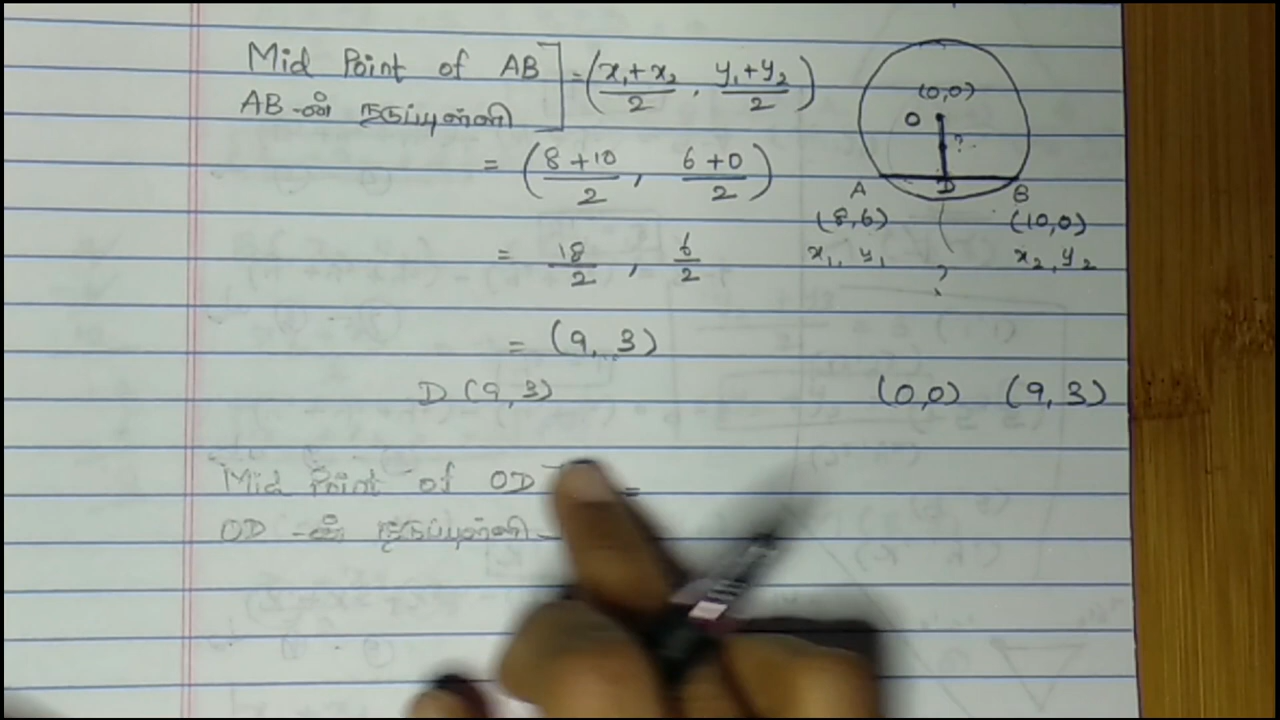 Mid Point of AB = (x₁+x₂/2 , y₁+y₂/2)
AB -ன் நடுப்புள்ளி
= (8+10/2, 6+0/2)
= 18/2, 6/2
= (9, 3)
D (9,3)
Mid Point of OD =
OD -ன் நடுப்புள்ளி
(0,0)
O
?
A D B
(8,6) (10,0)
x₁, y₁ x₂, y₂
?
(0,0) (9, 3)